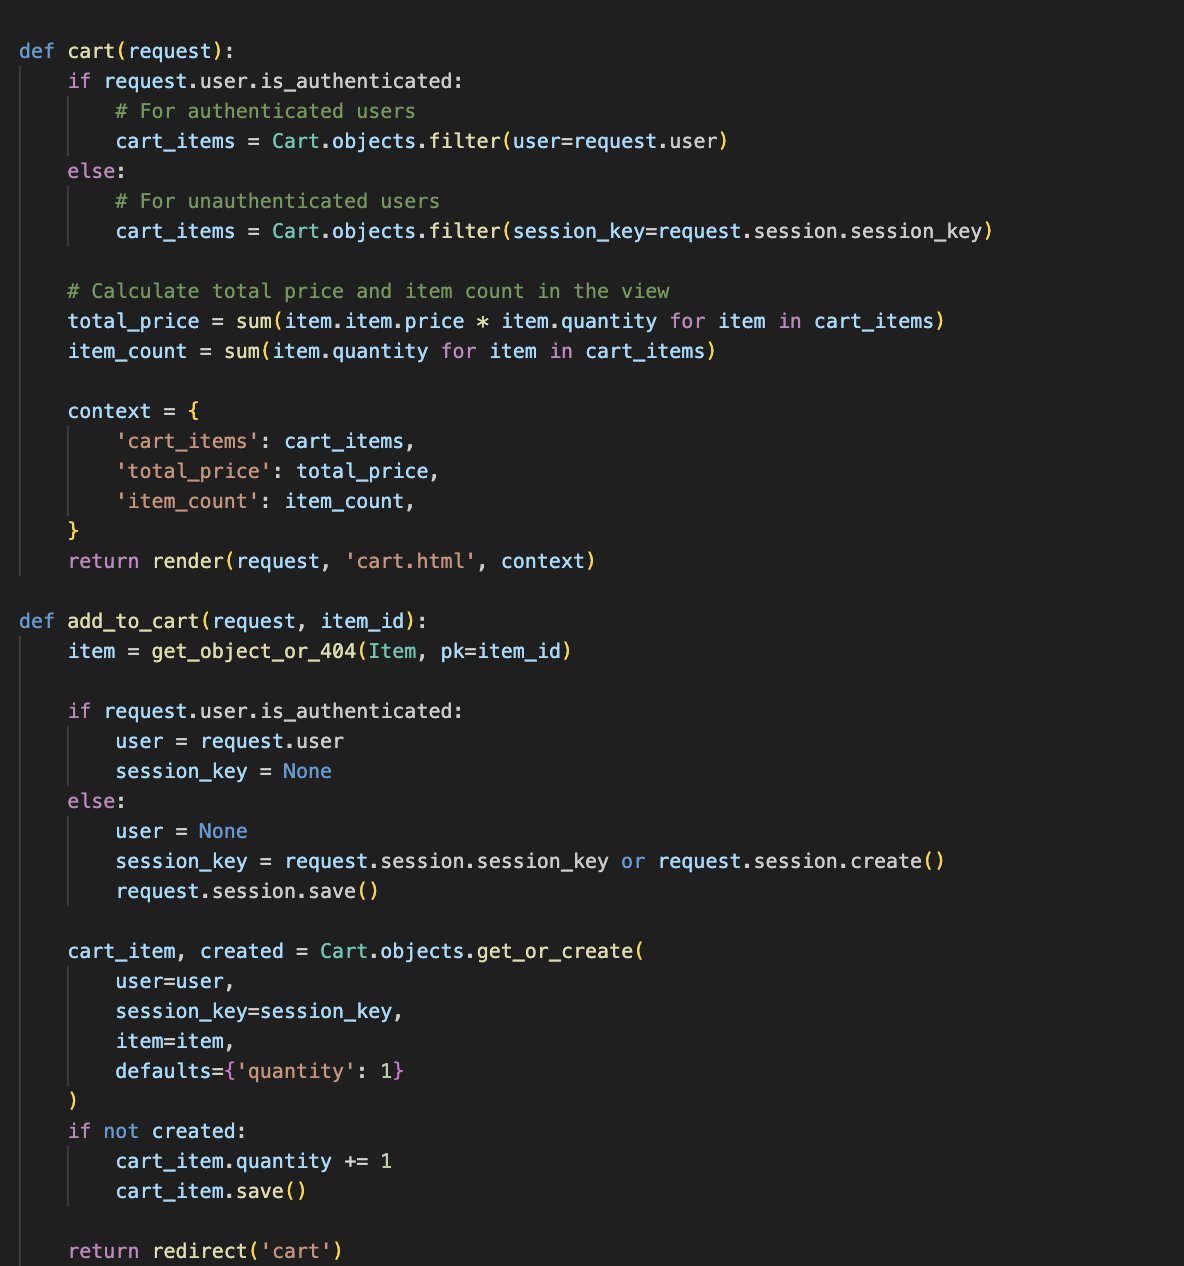 def cart(request):
    if request.user.is_authenticated:
        # For authenticated users
        cart_items = Cart.objects.filter(user=request.user)
    else:
        # For unauthenticated users
        cart_items = Cart.objects.filter(session_key=request.session.session_key)

    # Calculate total price and item count in the view
    total_price = sum(item.item.price * item.quantity for item in cart_items)
    item_count = sum(item.quantity for item in cart_items)

    context = {
        'cart_items': cart_items,
        'total_price': total_price,
        'item_count': item_count,
    }
    return render(request, 'cart.html', context)

def add_to_cart(request, item_id):
    item = get_object_or_404(Item, pk=item_id)

    if request.user.is_authenticated:
        user = request.user
        session_key = None
    else:
        user = None
        session_key = request.session.session_key or request.session.create()
        request.session.save()

    cart_item, created = Cart.objects.get_or_create(
        user=user,
        session_key=session_key,
        item=item,
        defaults={'quantity': 1}
    )
    if not created:
        cart_item.quantity += 1
        cart_item.save()

    return redirect('cart')